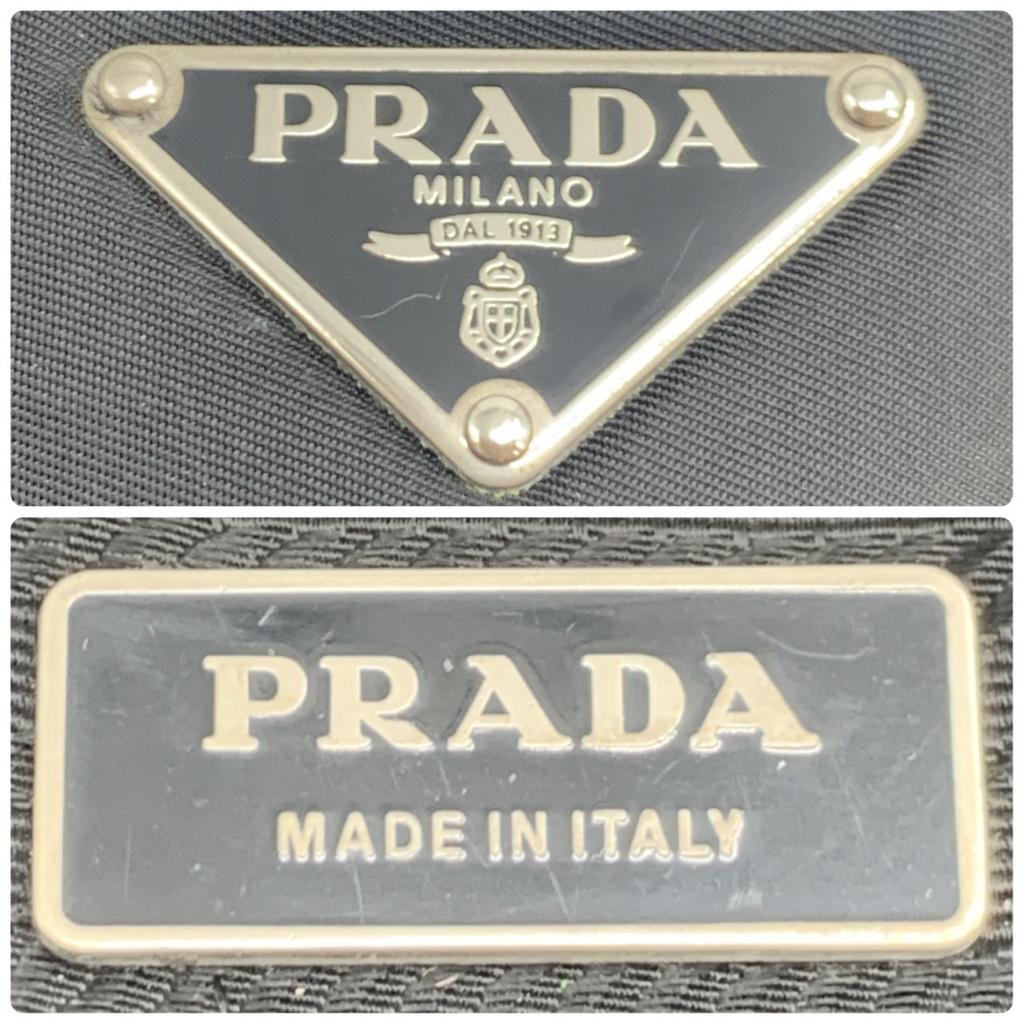 PRADA
MILANO
DAL 1913
PRADA
MADE IN ITALY